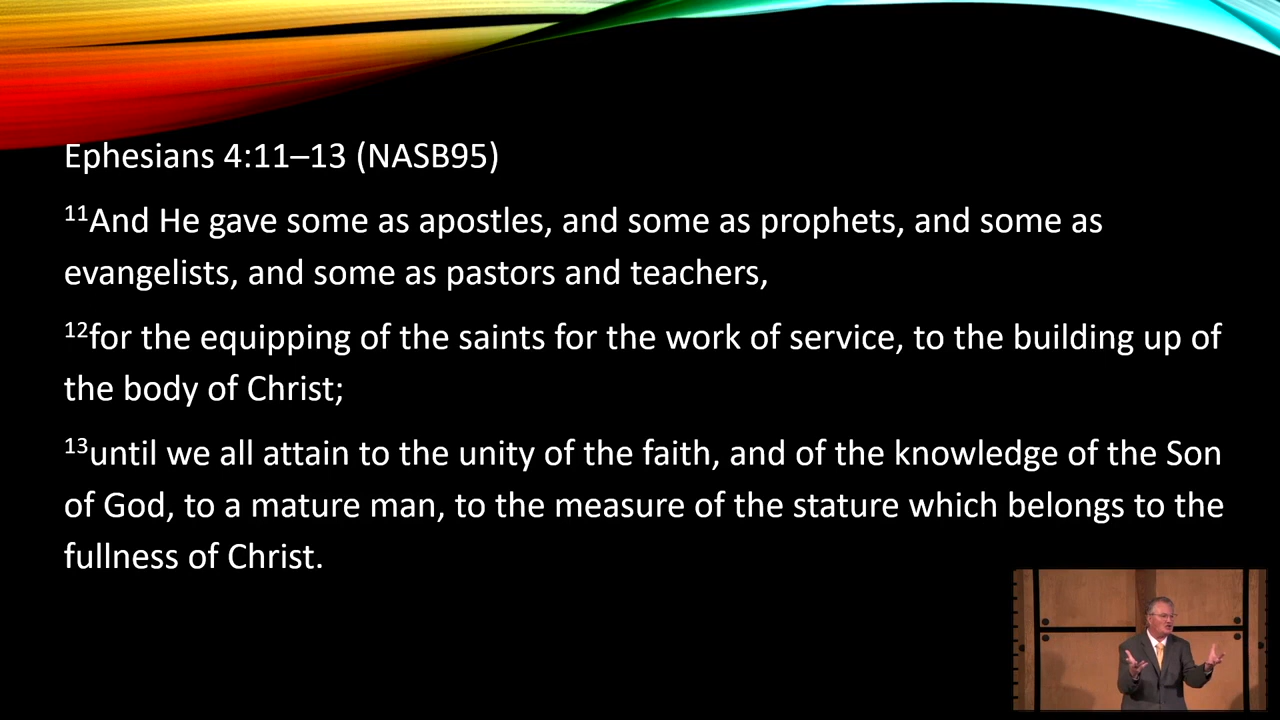 Ephesians 4:11–13 (NASB95)
¹¹And He gave some as apostles, and some as prophets, and some as
evangelists, and some as pastors and teachers,
¹²for the equipping of the saints for the work of service, to the building up of
the body of Christ;
¹³until we all attain to the unity of the faith, and of the knowledge of the Son
of God, to a mature man, to the measure of the stature which belongs to the
fullness of Christ.